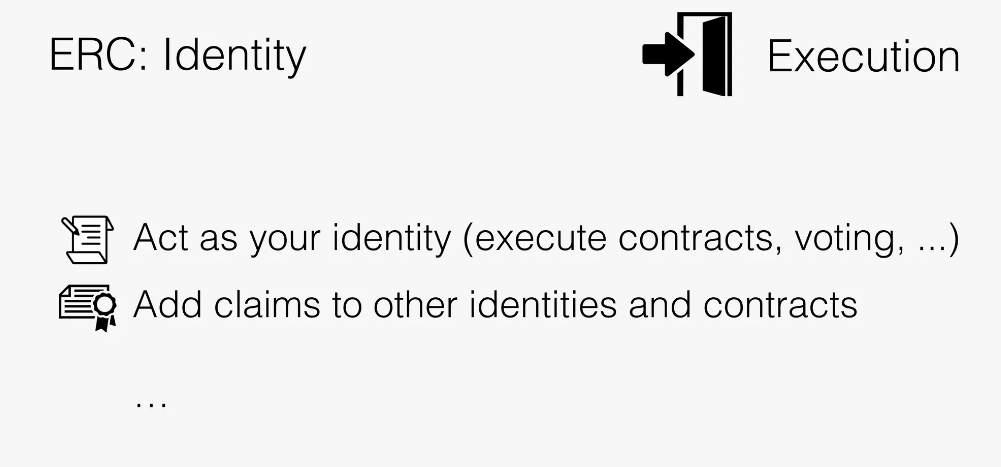 ERC: Identity
Execution
Act as your identity (execute contracts, voting, ...)
Add claims to other identities and contracts
...